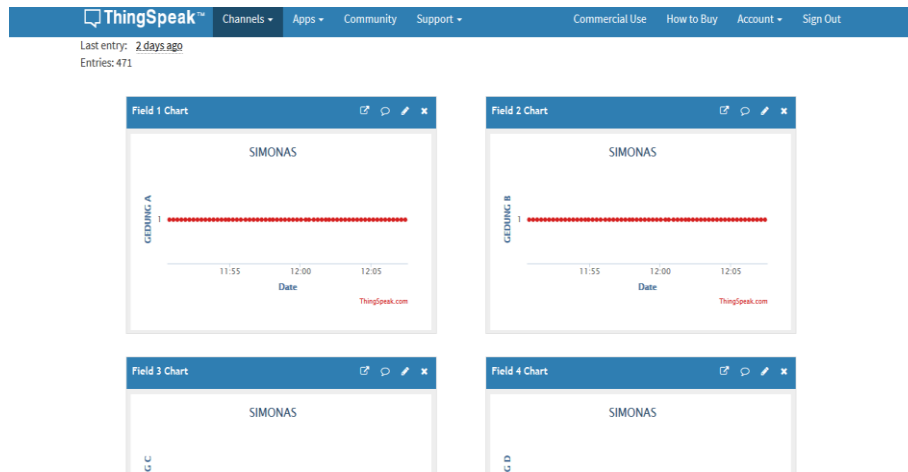 ThingSpeak™ Channels Apps Community Support Commercial Use How to Buy Account Sign Out
Last entry: 2 days ago
Entries: 471
Field 1 Chart
SIMONAS
GEDUNG A
1
11:55 12:00 12:05
Date
ThingSpeak.com
Field 2 Chart
SIMONAS
GEDUNG B
1
11:55 12:00 12:05
Date
ThingSpeak.com
Field 3 Chart
SIMONAS
G C
Field 4 Chart
SIMONAS
G D